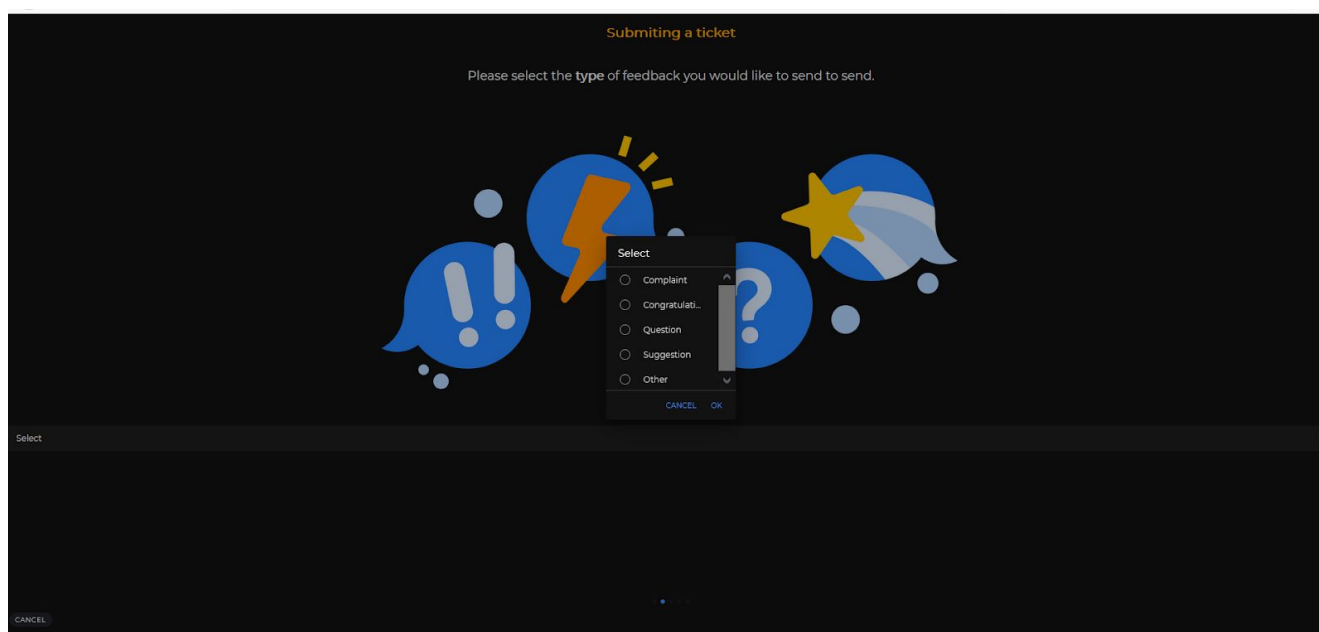 Submiting a ticket
Please select the type of feedback you would like to send to send.
Select
Complaint
Congratulati...
Question
Suggestion
Other
CANCEL OK
Select
CANCEL